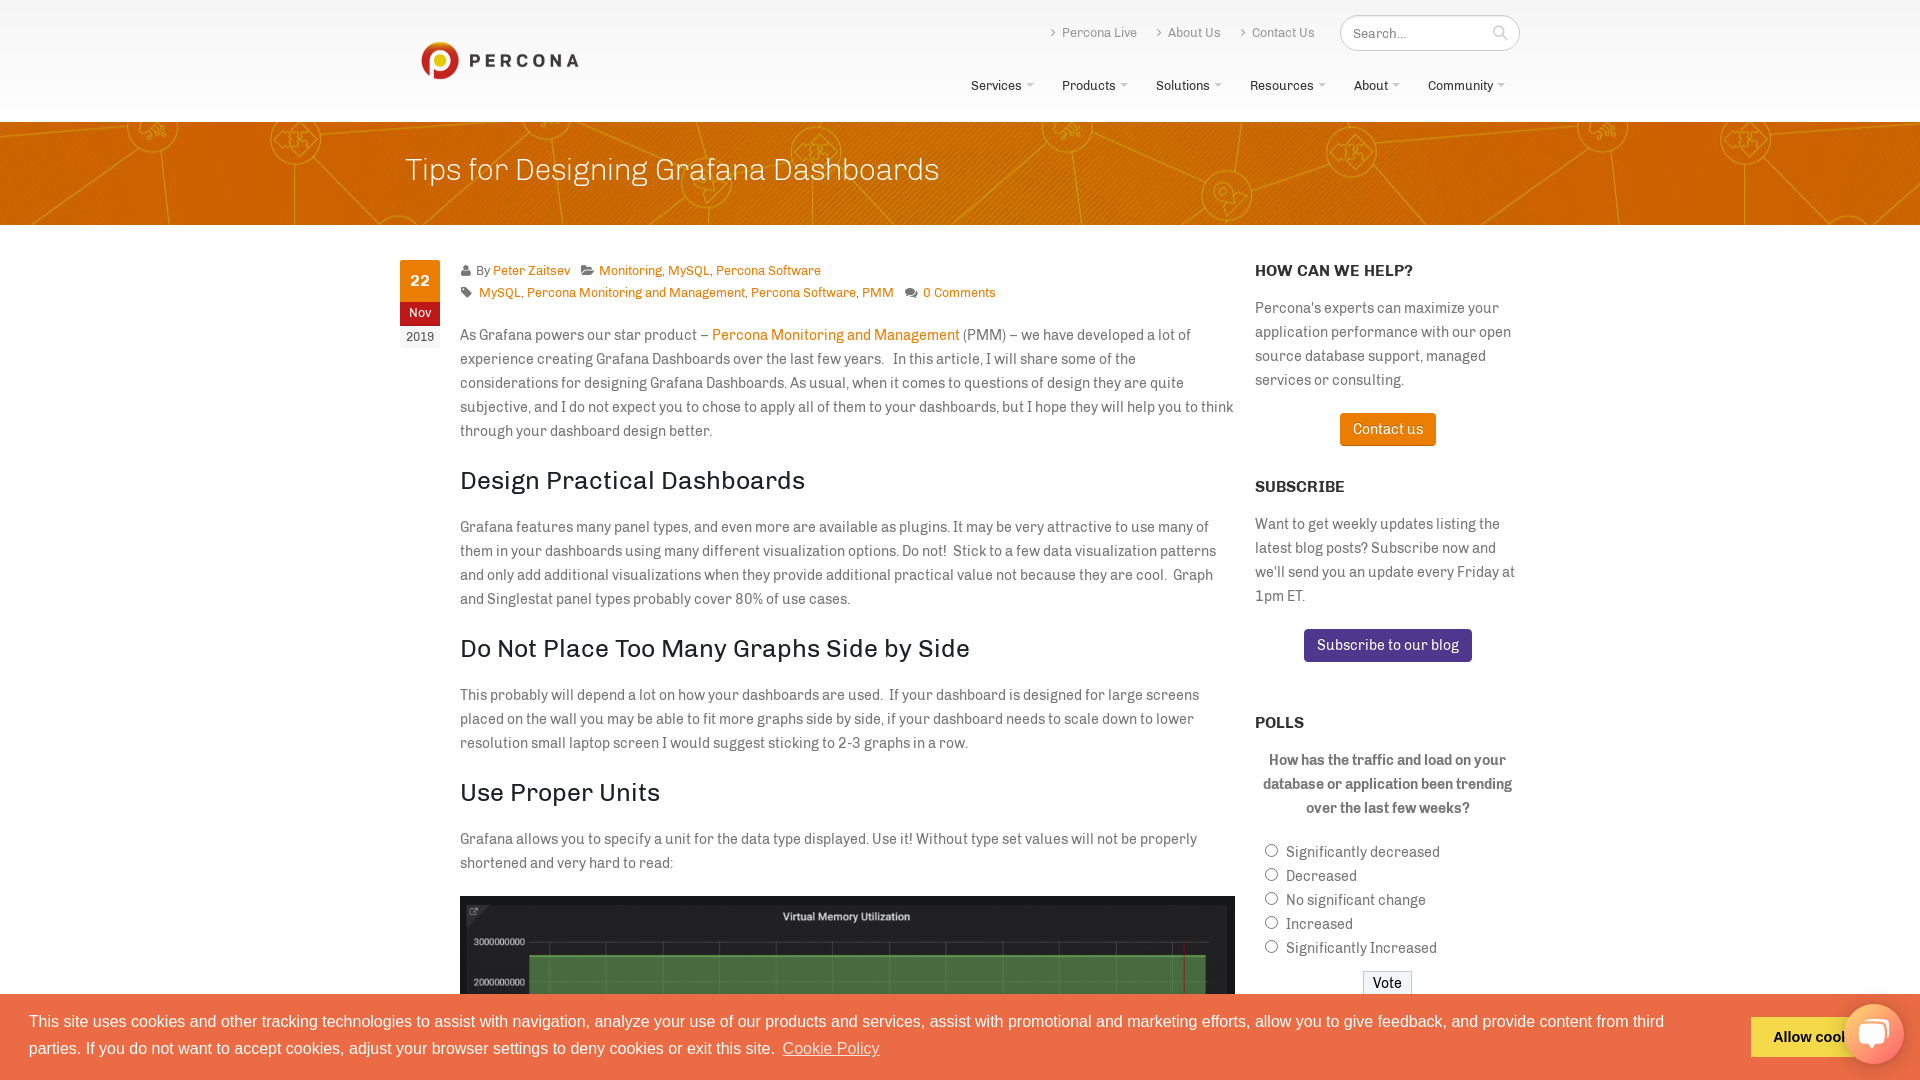 Percona Live
About Us
Contact Us
Search...
PERCONA
Services
Products
Solutions
Resources
About
Community
Tips for Designing Grafana Dashboards
22
Nov
2019
By Peter Zaitsev Monitoring, MySQL, Percona Software
MySQL, Percona Monitoring and Management, Percona Software, PMM 0 Comments
As Grafana powers our star product – Percona Monitoring and Management (PMM) – we have developed a lot of
experience creating Grafana Dashboards over the last few years. In this article, I will share some of the
considerations for designing Grafana Dashboards. As usual, when it comes to questions of design they are quite
subjective, and I do not expect you to chose to apply all of them to your dashboards, but I hope they will help you to think
through your dashboard design better.
Design Practical Dashboards
Grafana features many panel types, and even more are available as plugins. It may be very attractive to use many of
them in your dashboards using many different visualization options. Do not! Stick to a few data visualization patterns
and only add additional visualizations when they provide additional practical value not because they are cool. Graph
and Singlestat panel types probably cover 80% of use cases.
Do Not Place Too Many Graphs Side by Side
This probably will depend a lot on how your dashboards are used. If your dashboard is designed for large screens
placed on the wall you may be able to fit more graphs side by side, if your dashboard needs to scale down to lower
resolution small laptop screen I would suggest sticking to 2-3 graphs in a row.
Use Proper Units
Grafana allows you to specify a unit for the data type displayed. Use it! Without type set values will not be properly
shortened and very hard to read:
Virtual Memory Utilization
3000000000
2000000000
HOW CAN WE HELP?
Percona's experts can maximize your
application performance with our open
source database support, managed
services or consulting.
Contact us
SUBSCRIBE
Want to get weekly updates listing the
latest blog posts? Subscribe now and
we'll send you an update every Friday at
1pm ET.
Subscribe to our blog
POLLS
How has the traffic and load on your
database or application been trending
over the last few weeks?
Significantly decreased
Decreased
No significant change
Increased
Significantly Increased
Vote
This site uses cookies and other tracking technologies to assist with navigation, analyze your use of our products and services, assist with promotional and marketing efforts, allow you to give feedback, and provide content from third
parties. If you do not want to accept cookies, adjust your browser settings to deny cookies or exit this site. Cookie Policy
Allow